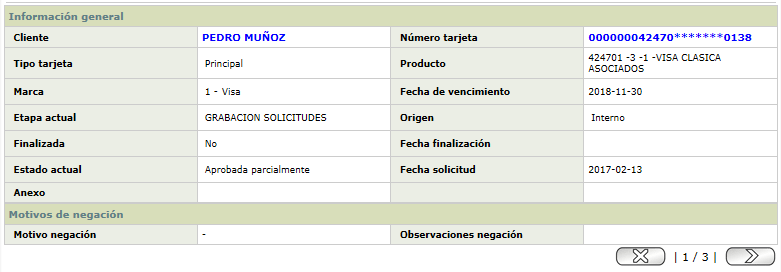 Información general
Cliente PEDRO MUÑOZ Número tarjeta 000000042470*******0138
Tipo tarjeta Principal Producto 424701 -3 -1 -VISA CLASICA
ASOCIADOS
Marca 1 - Visa Fecha de vencimiento 2018-11-30
Etapa actual GRABACION SOLICITUDES Origen Interno
Finalizada No Fecha finalización
Estado actual Aprobada parcialmente Fecha solicitud 2017-02-13
Anexo
Motivos de negación
Motivo negación - Observaciones negación
| 1 / 3 |